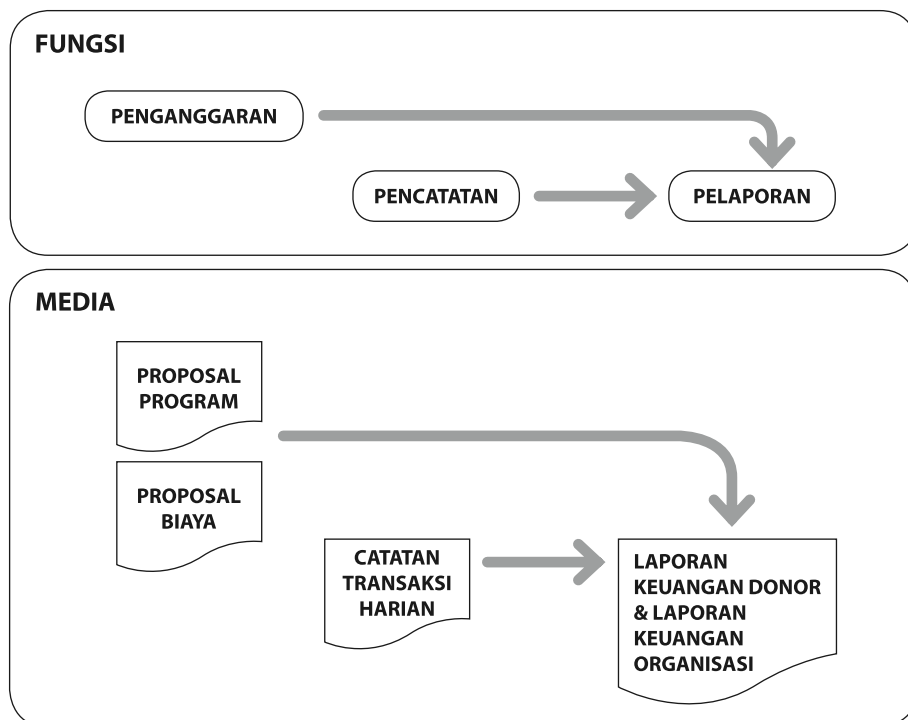 FUNGSI
PENGANGGARAN
PENCATATAN
PELAPORAN
MEDIA
PROPOSAL
PROGRAM
PROPOSAL
BIAYA
CATATAN
TRANSAKSI
HARIAN
LAPORAN
KEUANGAN DONOR
& LAPORAN
KEUANGAN
ORGANISASI